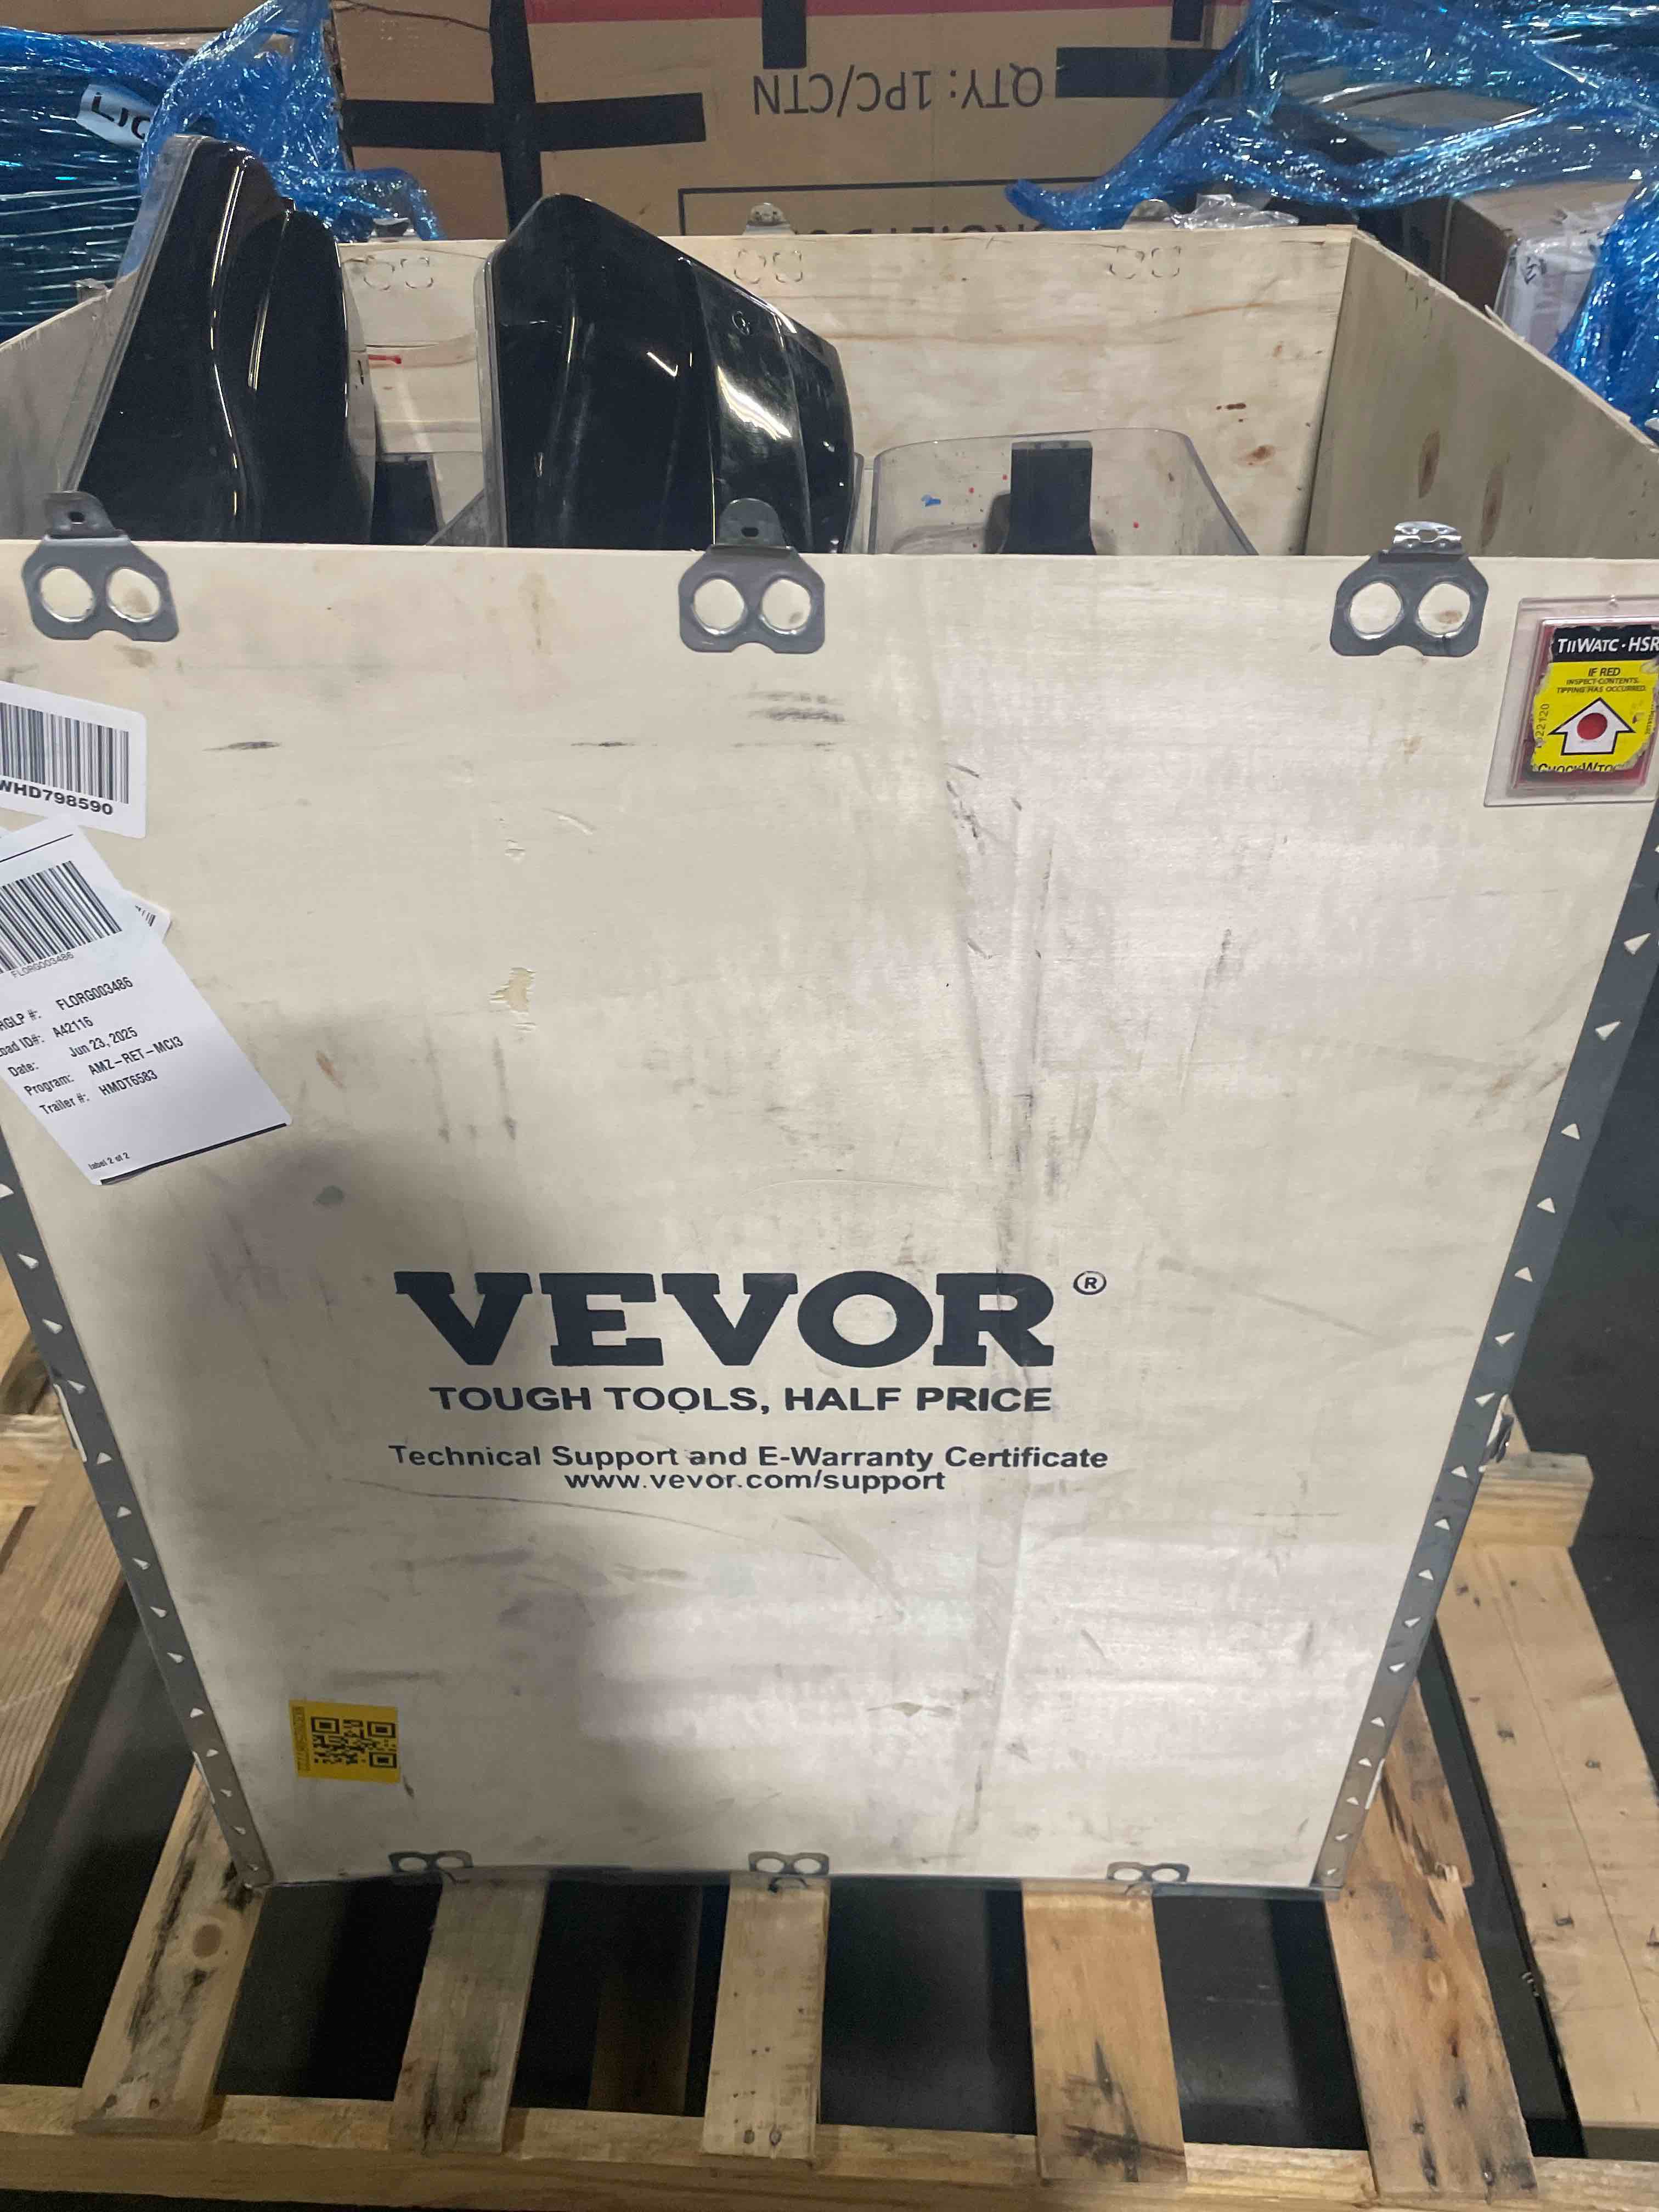 QTY: 1PC/CTN
TIIWATC·HSR
IF RED
INSPECT CONTENTS.
TIPPING HAS OCCURRED.
WHD798590
FLORG003486
RGLP #: FLORG003486
oad ID#: A42116
Date: Jun 23, 2025
Program: AMZ-RET-MCI3
Trailer #: HMDT6583
label 2 of 2
VEVOR®
TOUGH TOOLS, HALF PRICE
Technical Support and E-Warranty Certificate
www.vevor.com/support